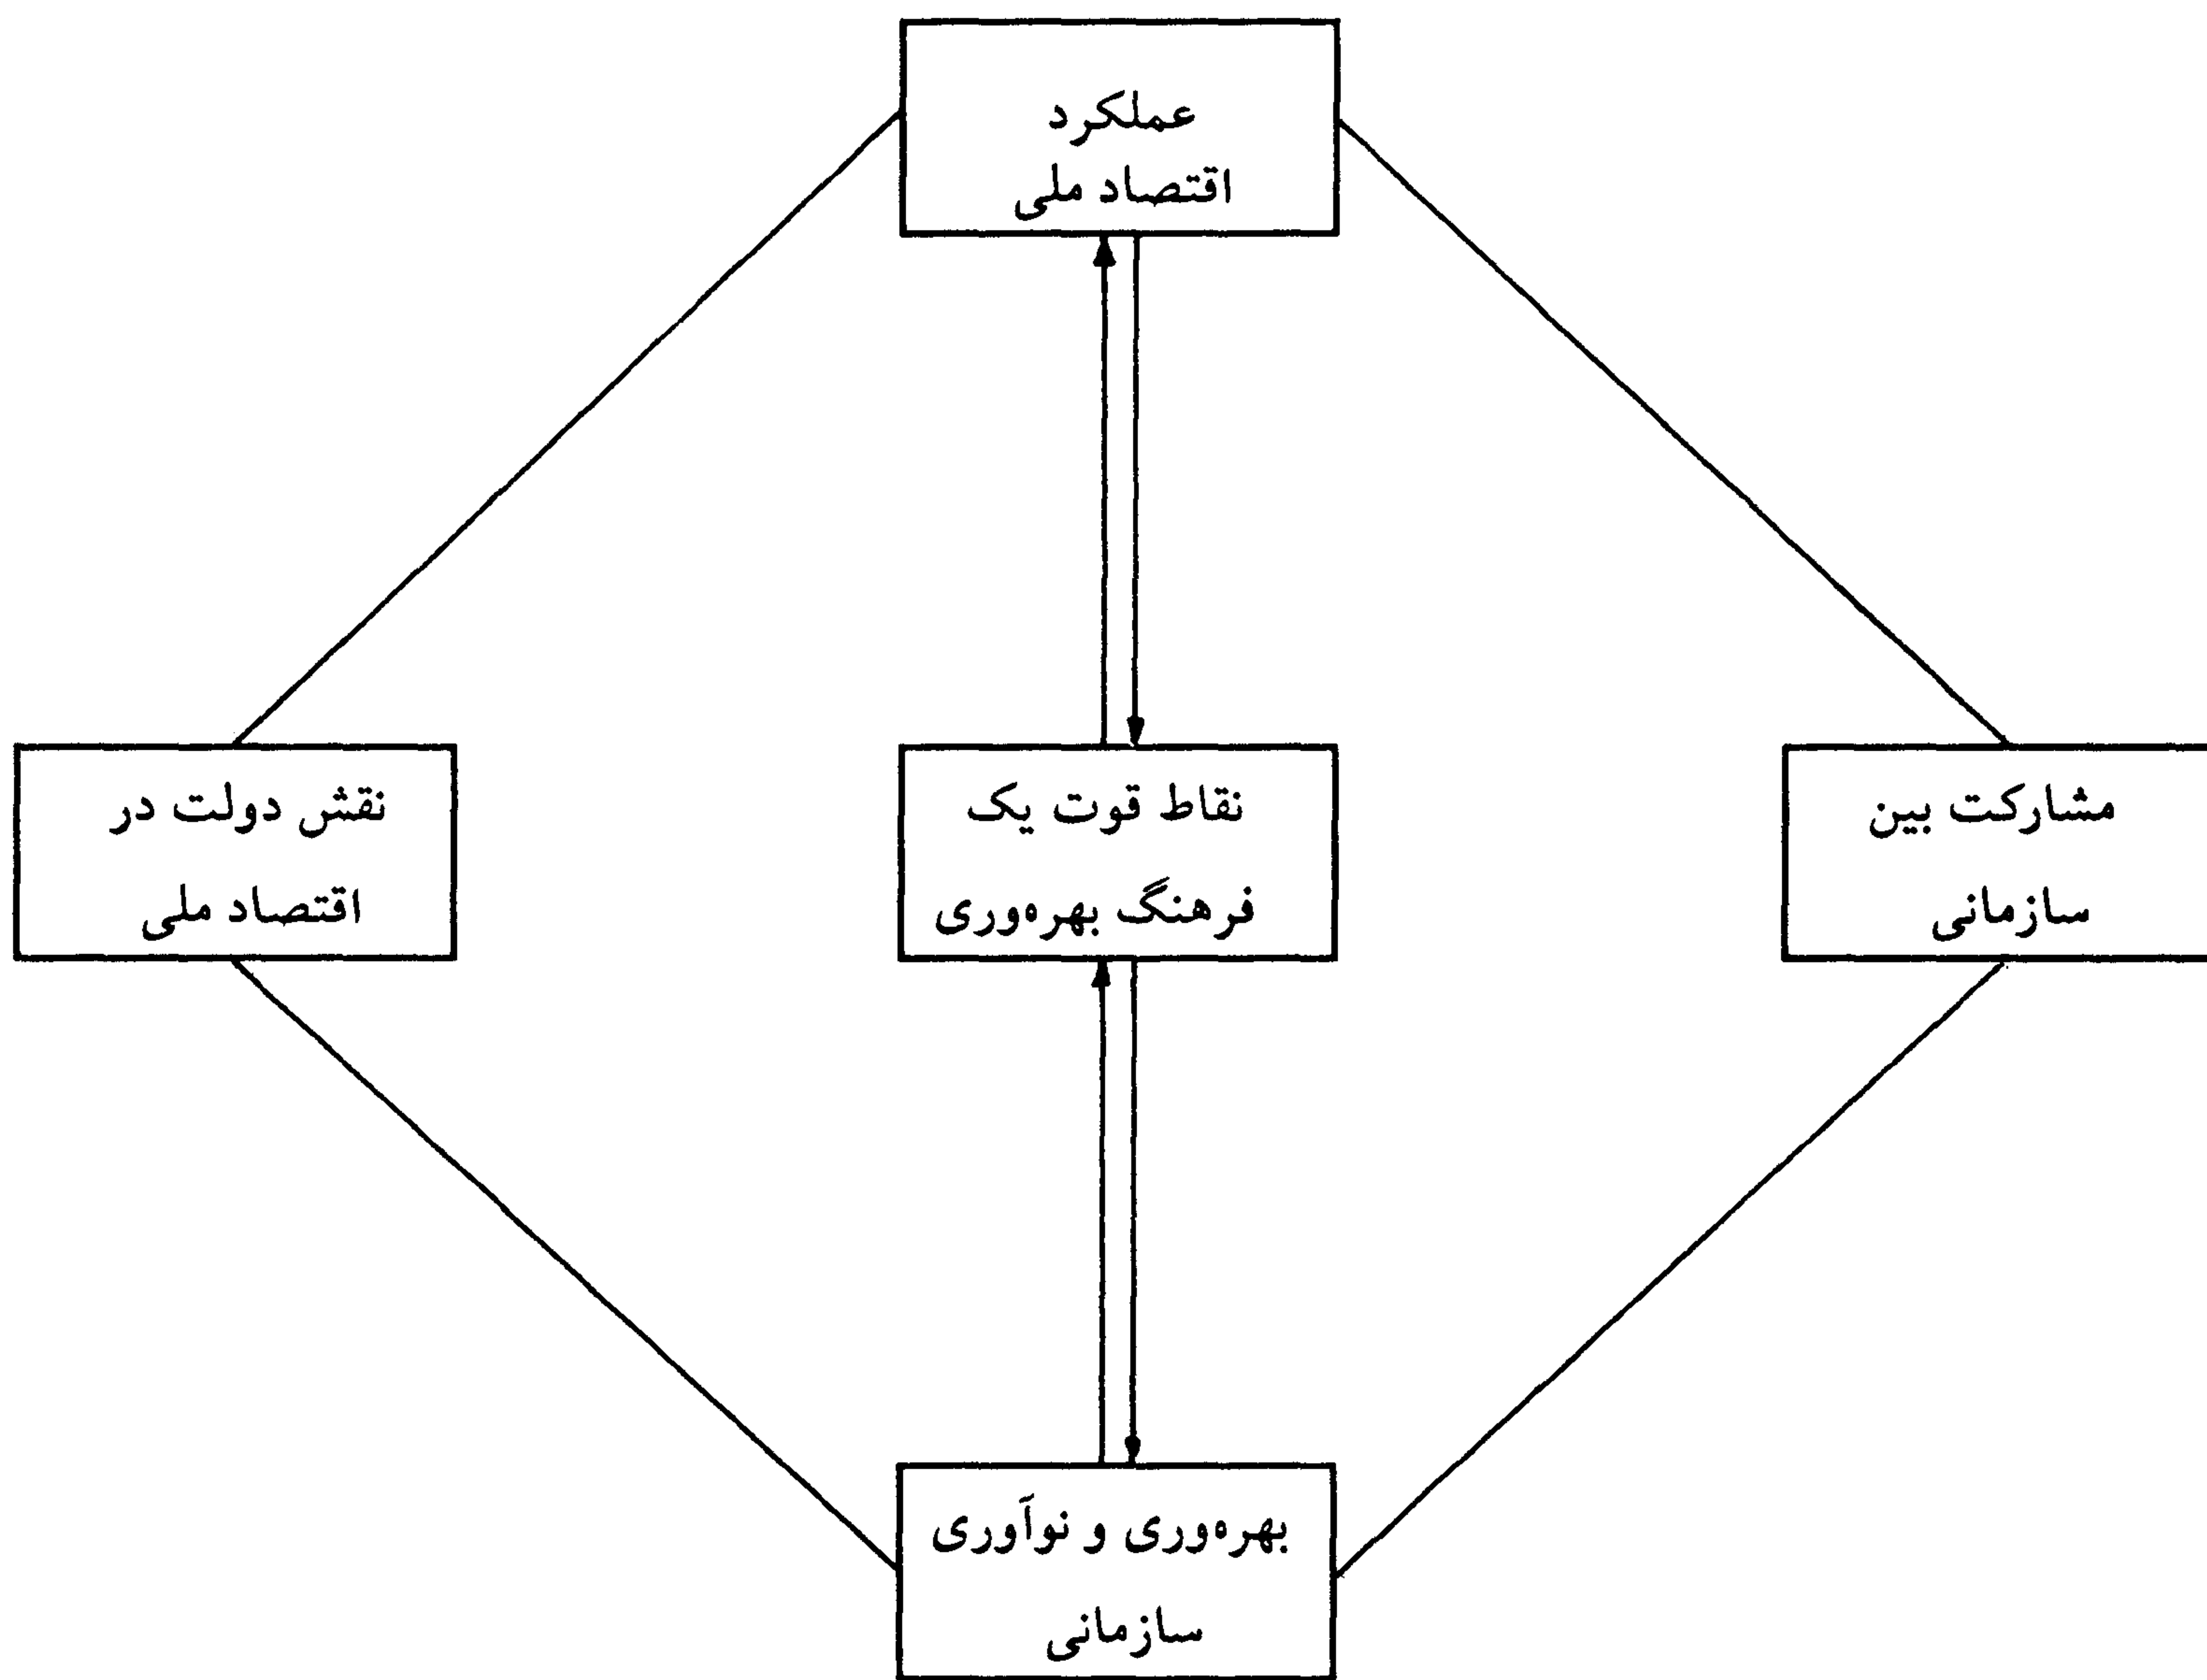 عملکرد
اقتصاد ملی
مشارکت بین
سازمانی
نقاط قوت یک
فرهنگ بهره‌وری
نقش دولت در
اقتصاد ملی
بهره‌وری و نوآوری
سازمانی